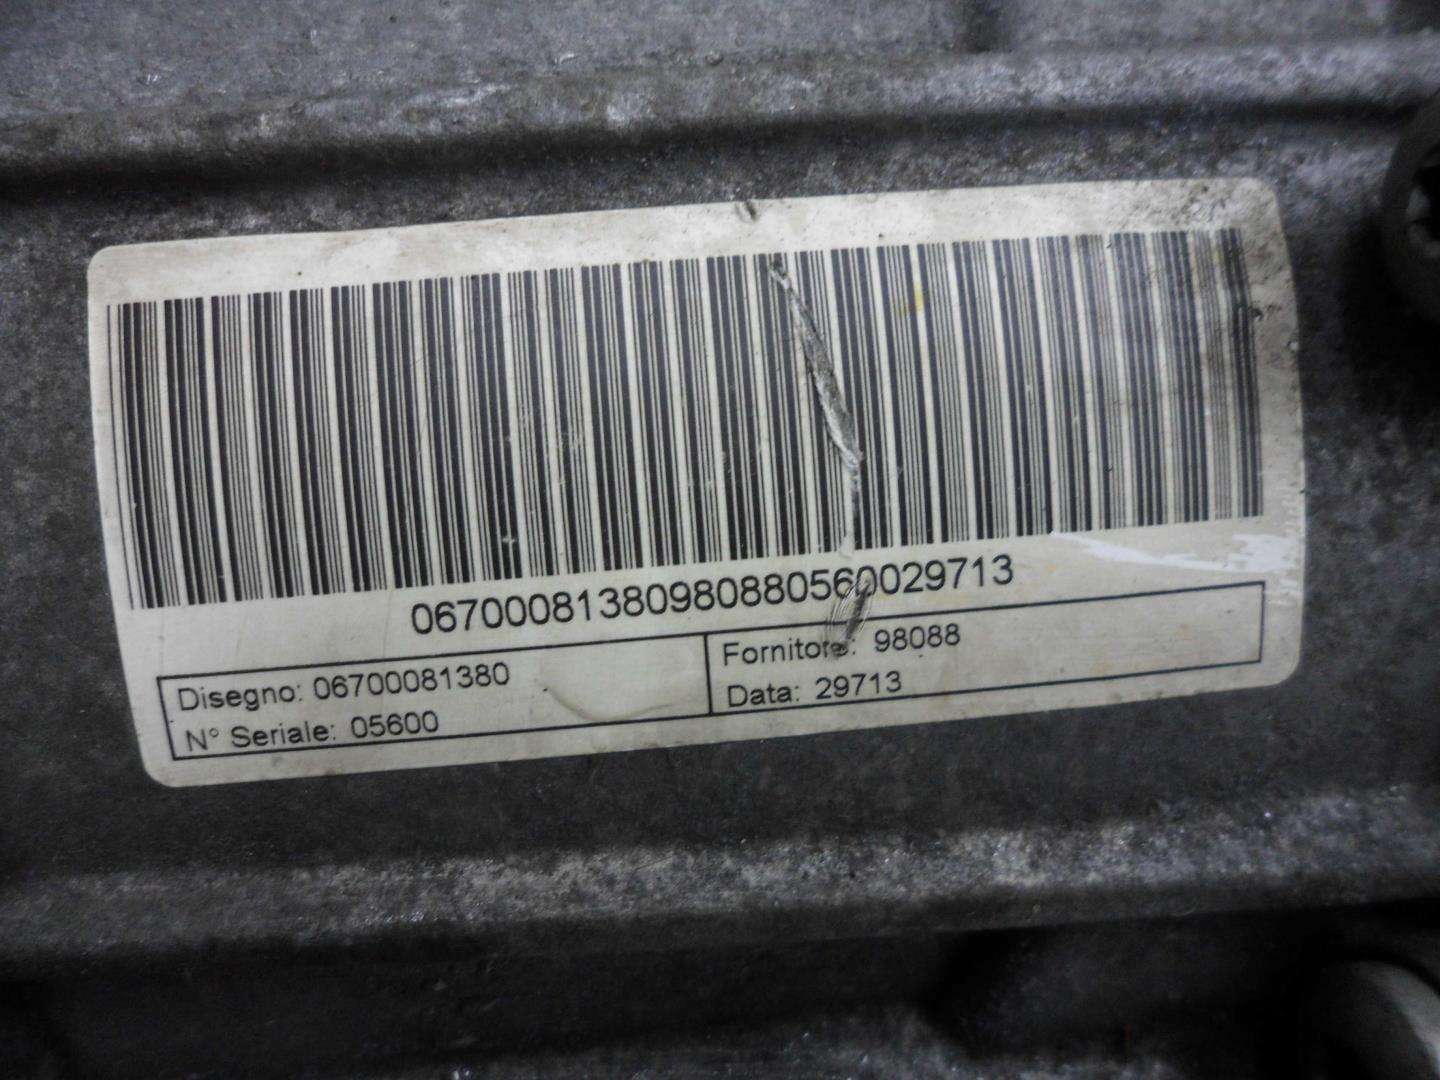 06700081380980880560029713
Disegno: 06700081380
N° Seriale: 05600
Fornitore: 98088
Data: 29713